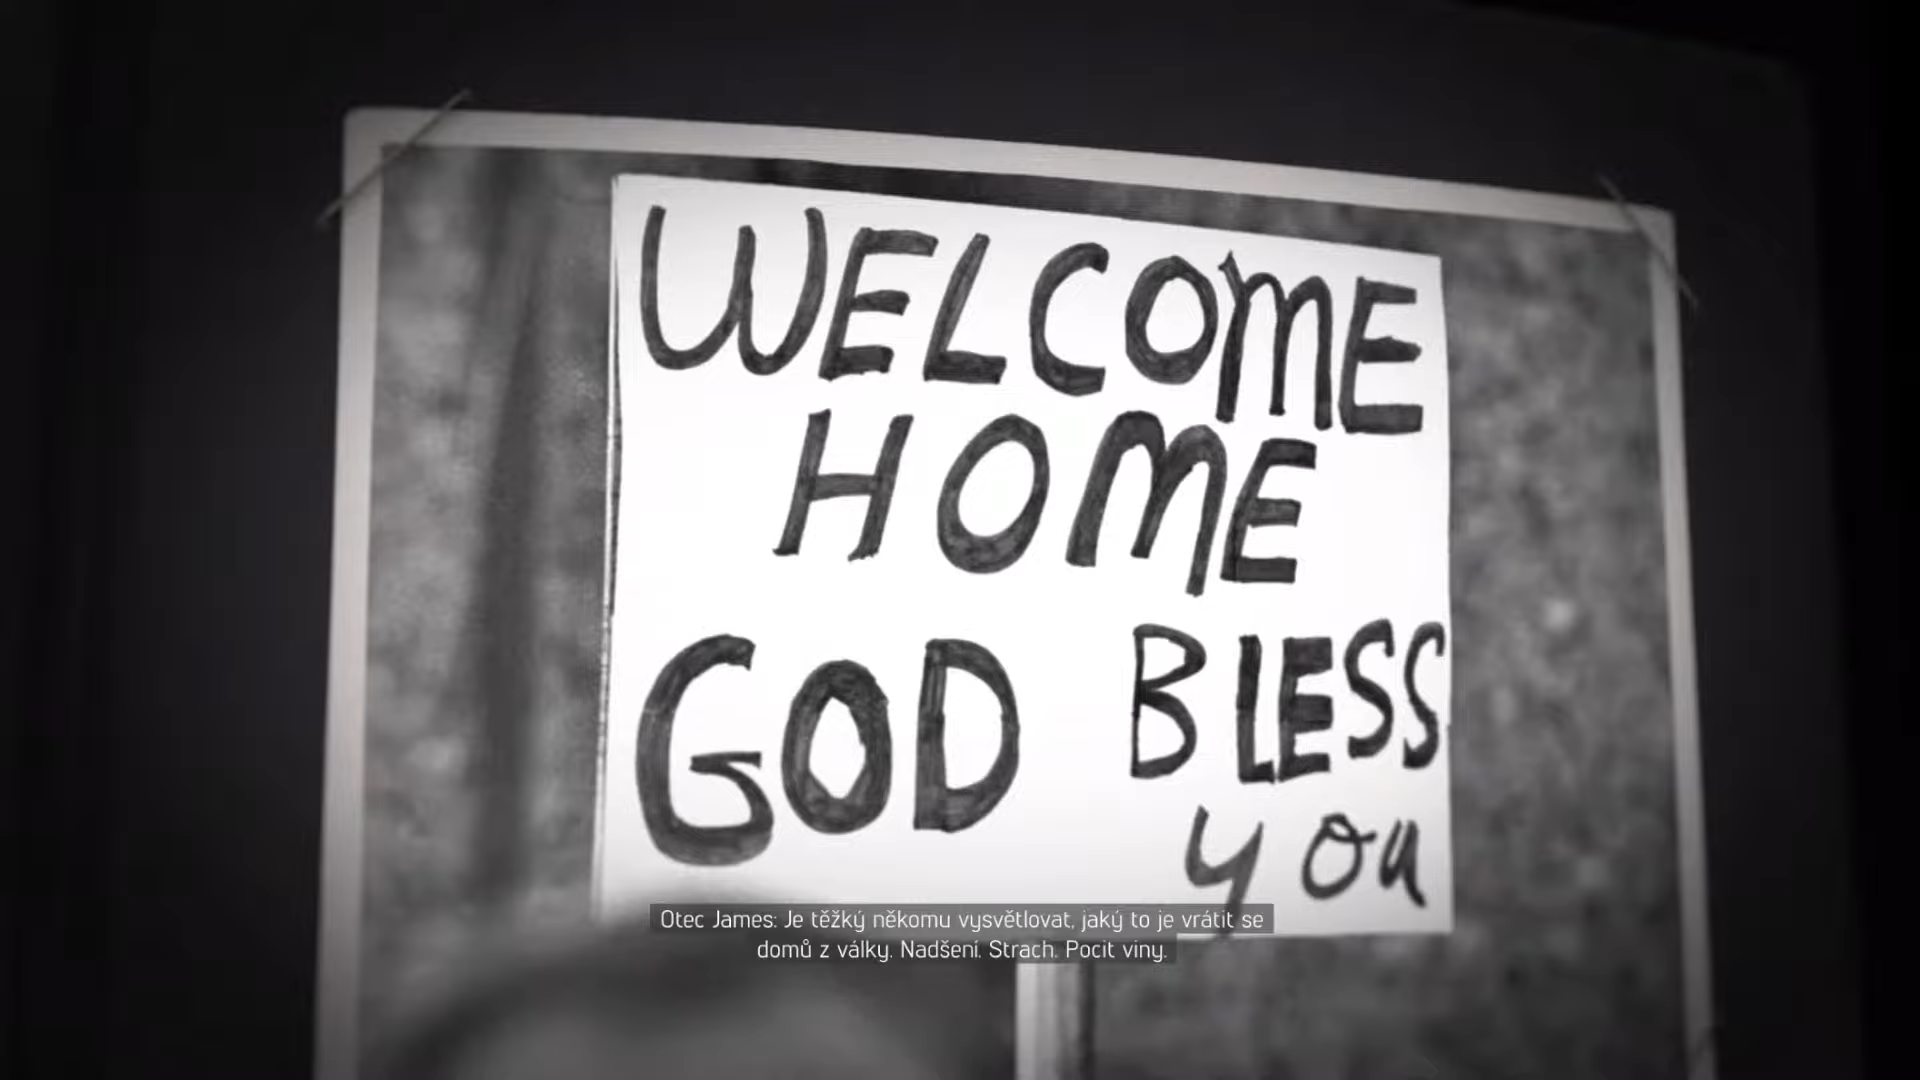 WELCOME
HOME
GOD BLESS
you
Otec James: Je těžký někomu vysvětlovat, jaký to je vrátit se
domů z války. Nadšení. Strach. Pocit viny.